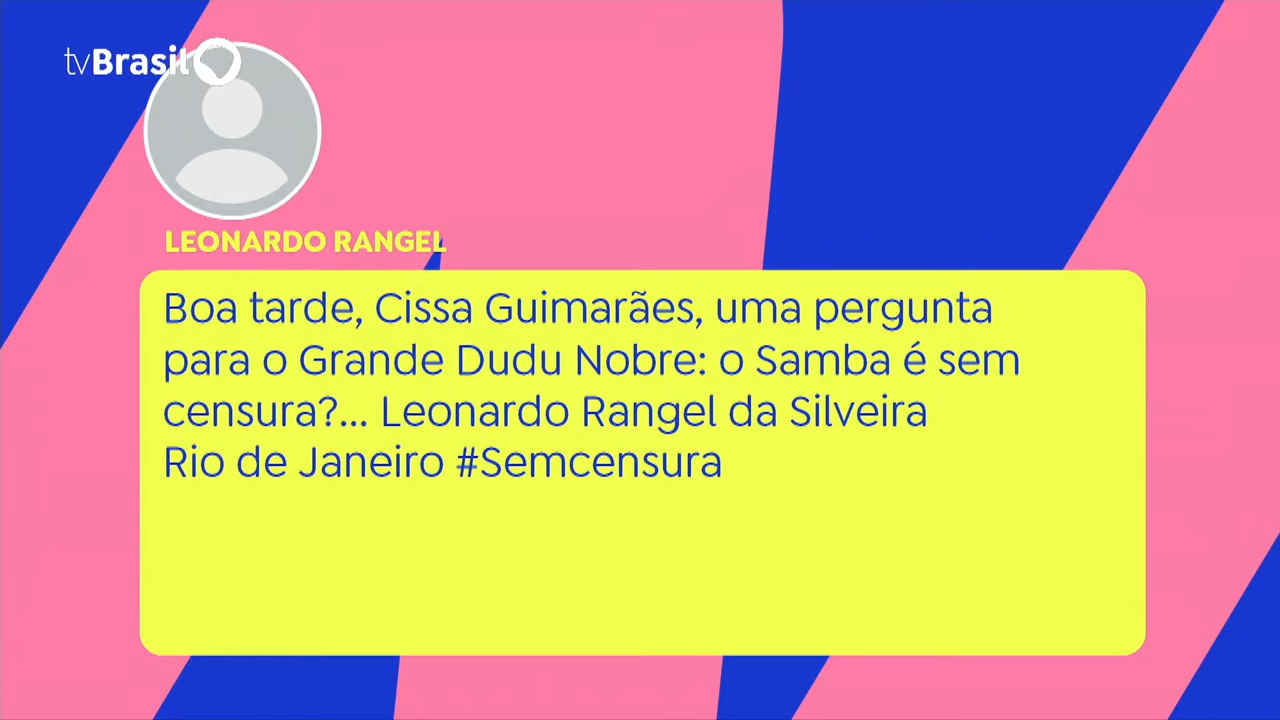 tvBrasil
LEONARDO RANGEL
Boa tarde, Cissa Guimarães, uma pergunta
para o Grande Dudu Nobre: o Samba é sem
censura?... Leonardo Rangel da Silveira
Rio de Janeiro #Semcensura